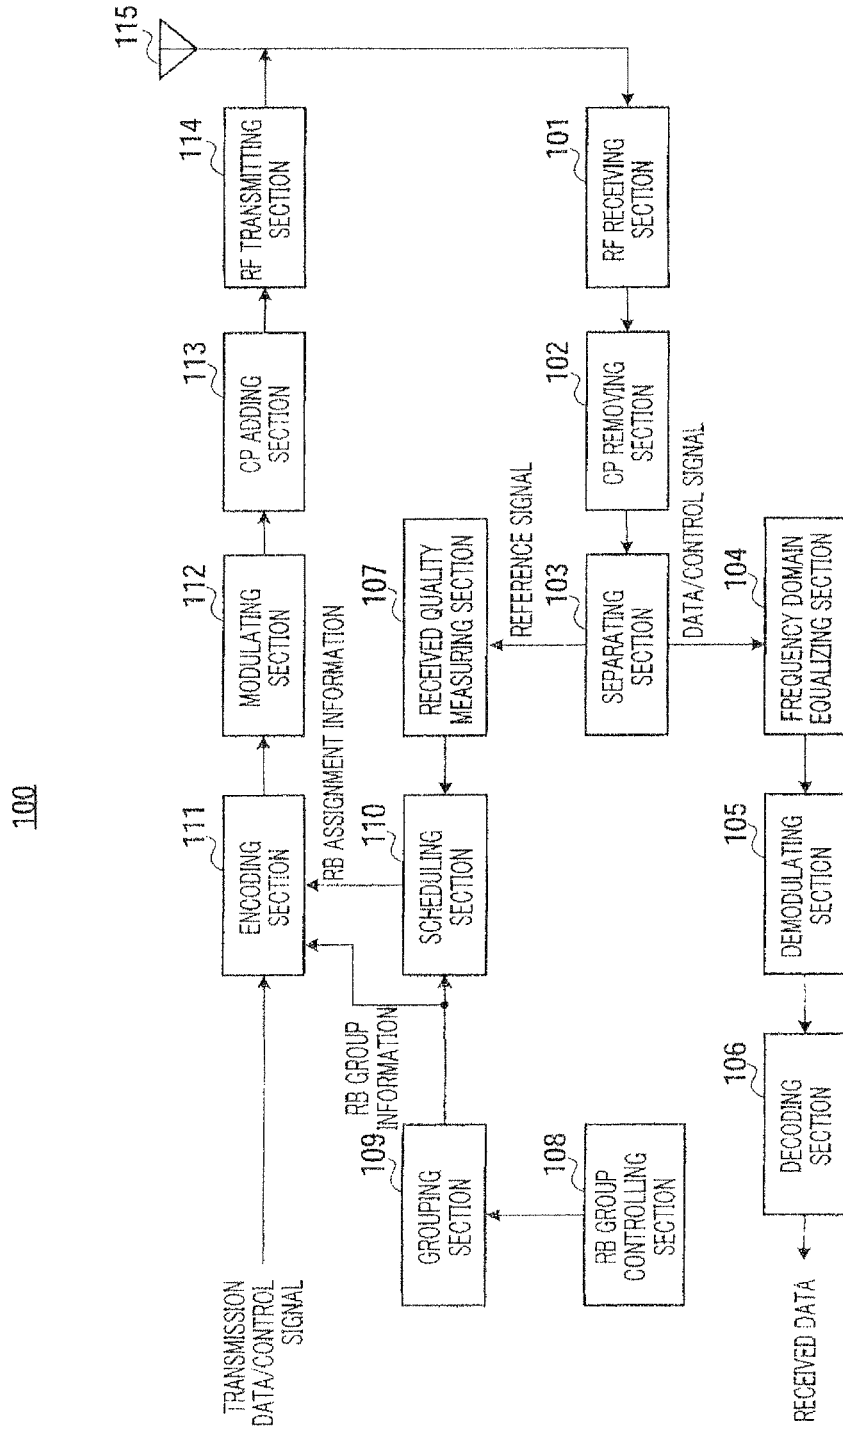 100
115
114
RF TRANSMITTING
SECTION
113
CP ADDING
SECTION
112
MODULATING
SECTION
111
ENCODING
SECTION
TRANSMISSION
DATA/CONTROL
SIGNAL
RB ASSIGNMENT INFORMATION
RB GROUP
INFORMATION
107
RECEIVED QUALITY
MEASURING SECTION
110
SCHEDULING
SECTION
109
GROUPING
SECTION
108
RB GROUP
CONTROLLING
SECTION
REFERENCE SIGNAL
101
RF RECEIVING
SECTION
102
CP REMOVING
SECTION
103
SEPARATING
SECTION
DATA/CONTROL SIGNAL
104
FREQUENCY DOMAIN
EQUALIZING SECTION
105
DEMODULATING
SECTION
106
DECODING
SECTION
RECEIVED DATA